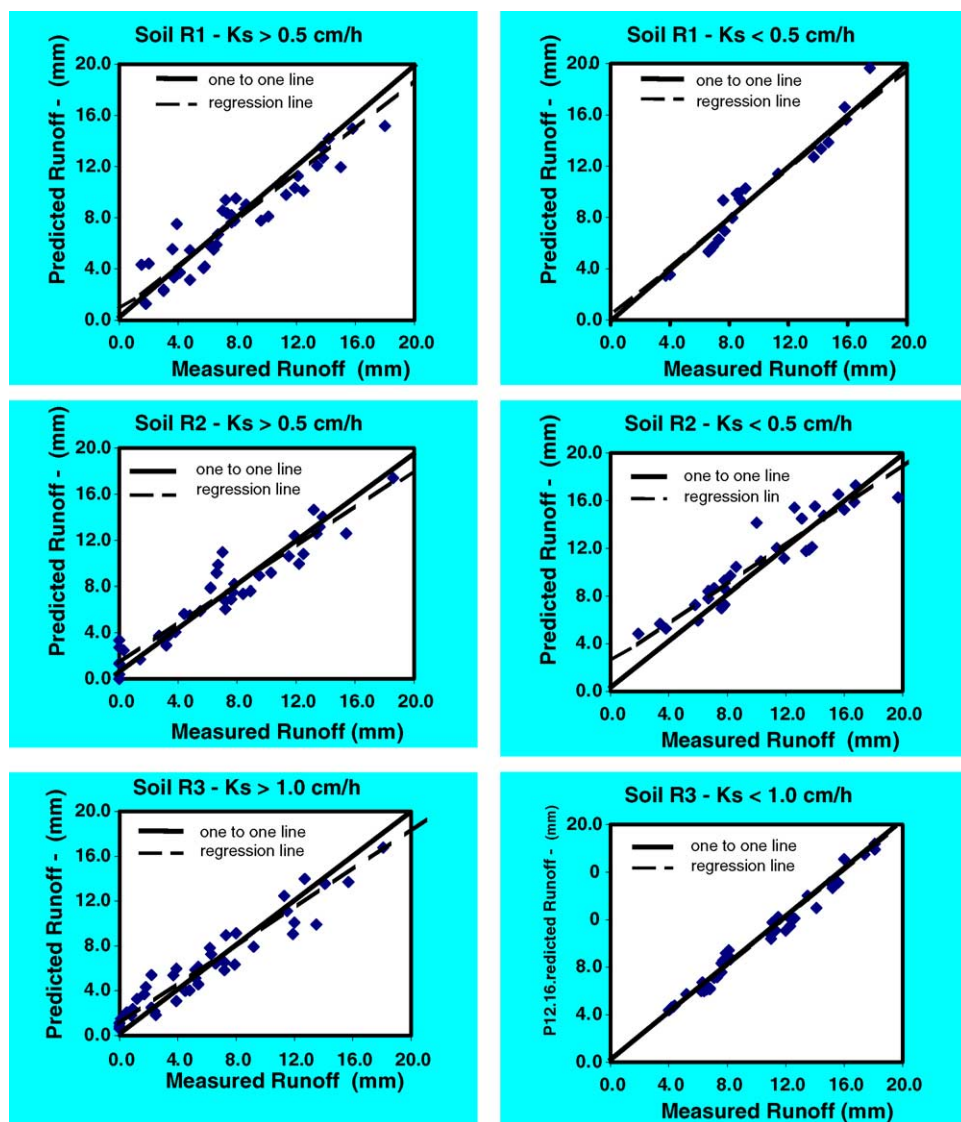 Soil R1 - Ks > 0.5 cm/h
Predicted Runoff - (mm)
20.0
16.0
12.0
8.0
4.0
0.0
one to one line
regression line
0.0 4.0 8.0 12.0 16.0 20.0
Measured Runoff (mm)
Soil R1 - Ks < 0.5 cm/h
Predicted Runoff - (mm)
20.0
16.0
12.0
8.0
4.0
0.0
one to one line
regression line
0.0 4.0 8.0 12.0 16.0 20.0
Measured Runoff (mm)
Soil R2 - Ks > 0.5 cm/h
Predicted Runoff - (mm)
20.0
16.0
12.0
8.0
4.0
0.0
one to one line
regression line
0.0 4.0 8.0 12.0 16.0 20.0
Measured Runoff (mm)
Soil R2 - Ks < 0.5 cm/h
Predicted Runoff - (mm)
20.0
16.0
12.0
8.0
4.0
0.0
one to one line
regression lin
0.0 4.0 8.0 12.0 16.0 20.0
Measured Runoff (mm)
Soil R3 - Ks > 1.0 cm/h
Predicted Runoff - (mm)
20.0
16.0
12.0
8.0
4.0
0.0
one to one line
regression line
0.0 4.0 8.0 12.0 16.0 20.0
Measured Runoff (mm)
Soil R3 - Ks < 1.0 cm/h
P12.16.redicted Runoff - (mm)
20.0
0
0
8.0
4.0
0.0
one to one line
regression line
0.0 4.0 8.0 12.0 16.0 20.0
Measured Runoff (mm)